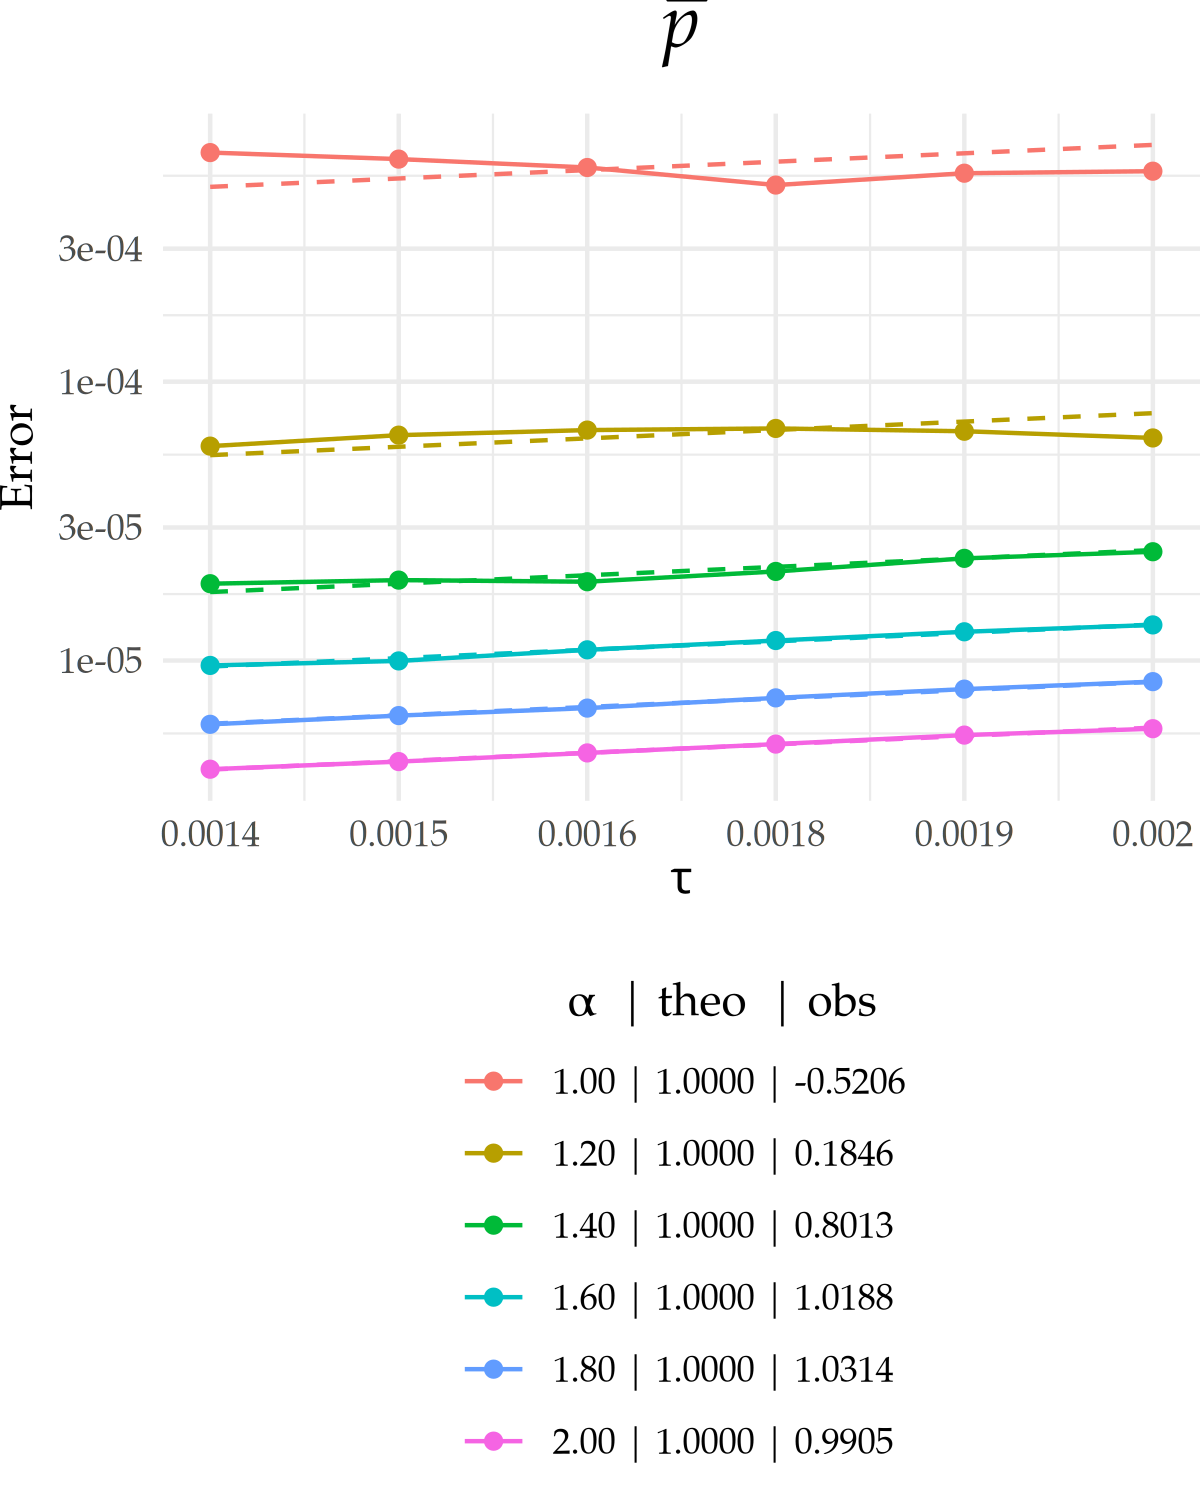 p̅
Error
3e-04
1e-04
3e-05
1e-05
0.0014 0.0015 0.0016 0.0018 0.0019 0.002
τ
α | theo | obs
1.00 | 1.0000 | -0.5206
1.20 | 1.0000 | 0.1846
1.40 | 1.0000 | 0.8013
1.60 | 1.0000 | 1.0188
1.80 | 1.0000 | 1.0314
2.00 | 1.0000 | 0.9905